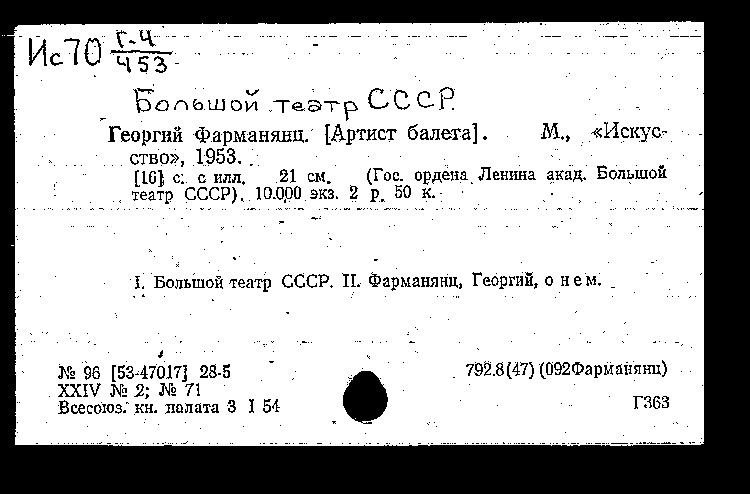 Ис70 Г-4/453
Большой театр СССР.
Георгий Фарманянц. [Артист балета]. М., «Искус-
ство», 1953.
[16] с. с илл. 21 см. (Гос. ордена Ленина акад. Большой
театр СССР). 10.000 экз. 2 р. 50 к.
I. Большой театр СССР. II. Фарманянц, Георгий, о нем.
№ 96 [53-47017] 28-5
792.8(47)(092Фарманянц)
XXIV № 2; № 71
Всесоюз. кн. палата 3 I 54
Г363